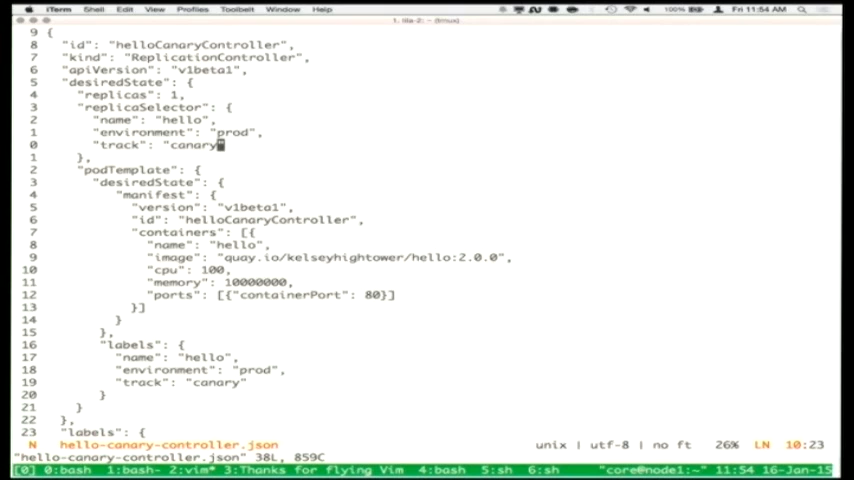 iTerm Shell Edit View Profiles Toolbelt Window Help 100% Fri 11:54 AM
9 {
8 "id": "helloCanaryController",
7 "kind": "ReplicationController",
6 "apiVersion": "v1beta1",
5 "desiredState": {
4 "replicas": 1,
3 "replicaSelector": {
2 "name": "hello",
1 "environment": "prod",
0 "track": "canary"
1 },
2 "podTemplate": {
3 "desiredState": {
4 "manifest": {
5 "version": "v1beta1",
6 "id": "helloCanaryController",
7 "containers": [{
8 "name": "hello",
9 "image": "quay.io/kelseyhightower/hello:2.0.0",
10 "cpu": 100,
11 "memory": 10000000,
12 "ports": [{"containerPort": 80}]
13 }]
14 }
15 },
16 "labels": {
17 "name": "hello",
18 "environment": "prod",
19 "track": "canary"
20 }
21 }
22 },
23 "labels": {
N hello-canary-controller.json unix | utf-8 | no ft 26% LN 10:23
"hello-canary-controller.json" 38L, 859C
[0] 0:bash 1:bash- 2:vim* 3:Thanks for flying Vim 4:bash 5:sh 6:sh "core@node1:~" 11:54 16-Jan-15